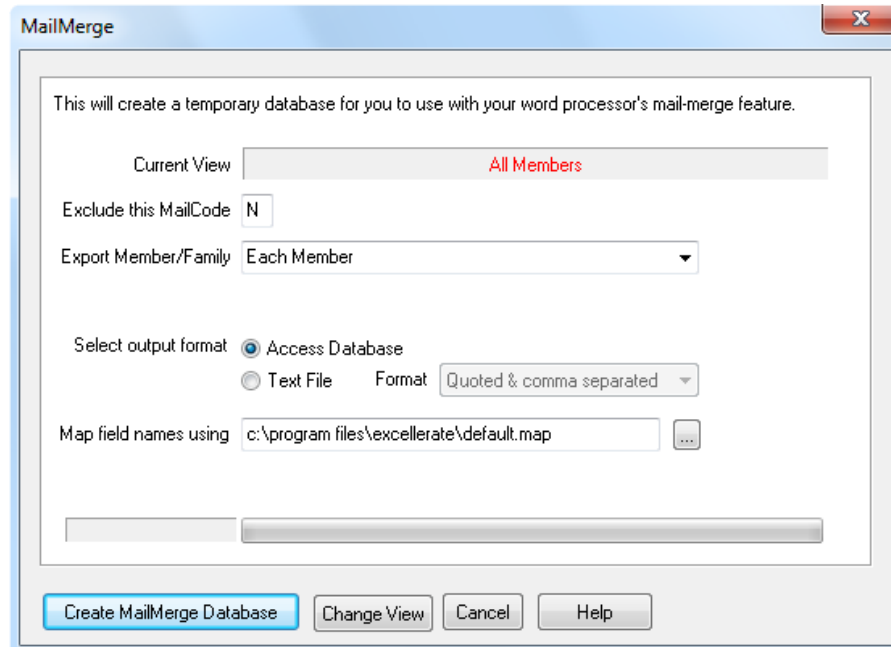 MailMerge
x
This will create a temporary database for you to use with your word processor's mail-merge feature.
Current View All Members
Exclude this MailCode N
Export Member/Family Each Member
Select output format Access Database
Text File Format Quoted & comma separated
Map field names using c:\program files\excellerate\default.map ...
Create MailMerge Database Change View Cancel Help